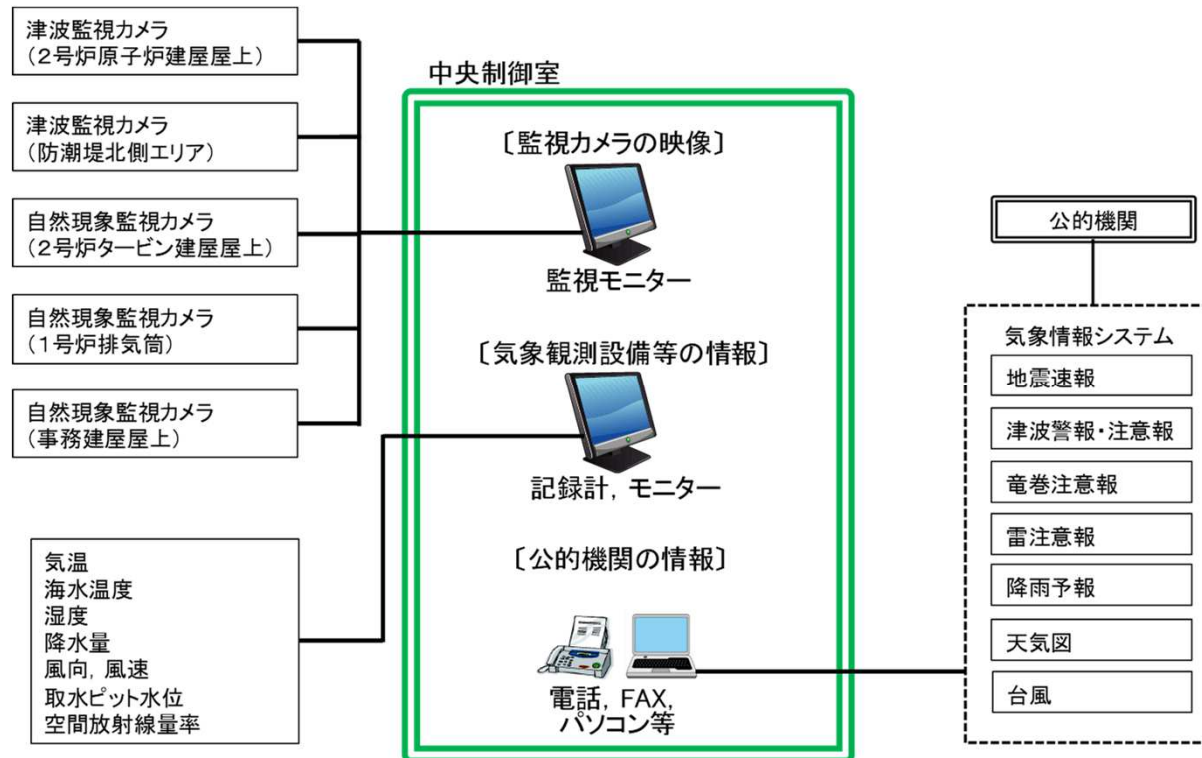 津波監視カメラ
（２号炉原子炉建屋屋上）
津波監視カメラ
（防潮堤北側エリア）
自然現象監視カメラ
（２号炉タービン建屋屋上）
自然現象監視カメラ
（１号炉排気筒）
自然現象監視カメラ
（事務建屋屋上）
気温
海水温度
湿度
降水量
風向，風速
取水ピット水位
空間放射線量率
中央制御室
〔監視カメラの映像〕
監視モニター
〔気象観測設備等の情報〕
記録計，モニター
〔公的機関の情報〕
電話，FAX，
パソコン等
公的機関
気象情報システム
地震速報
津波警報・注意報
竜巻注意報
雷注意報
降雨予報
天気図
台風